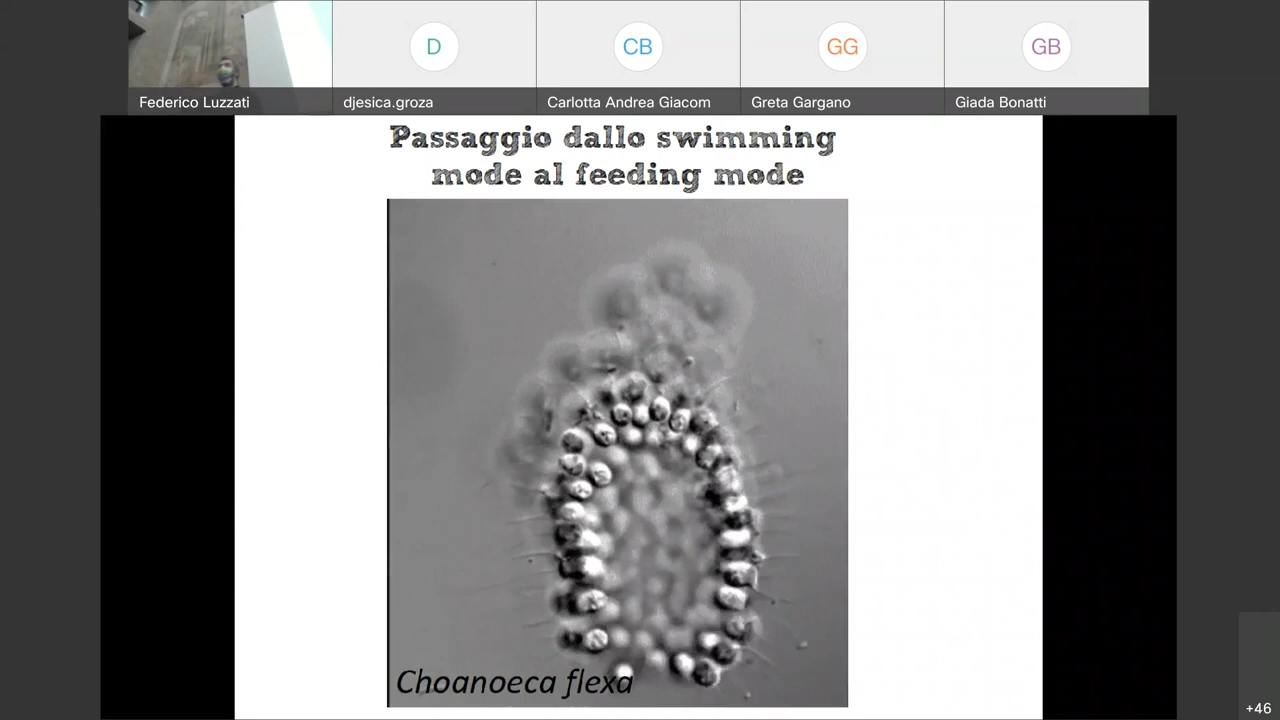 D
CB
GG
GB
Federico Luzzati
djesica.groza
Carlotta Andrea Giacom
Greta Gargano
Giada Bonatti
Passaggio dallo swimming
mode al feeding mode
Choanoeca flexa
+46